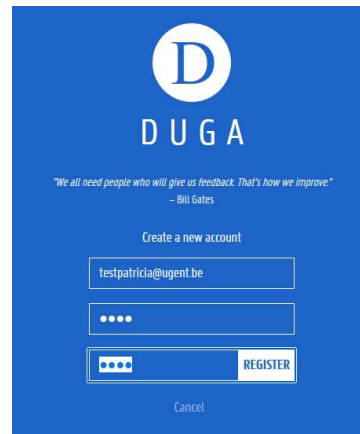 D
DUGA
"We all need people who will give us feedback. That's how we improve."
– Bill Gates
Create a new account
testpatricia@ugent.be
●●●●
●●●● REGISTER
Cancel